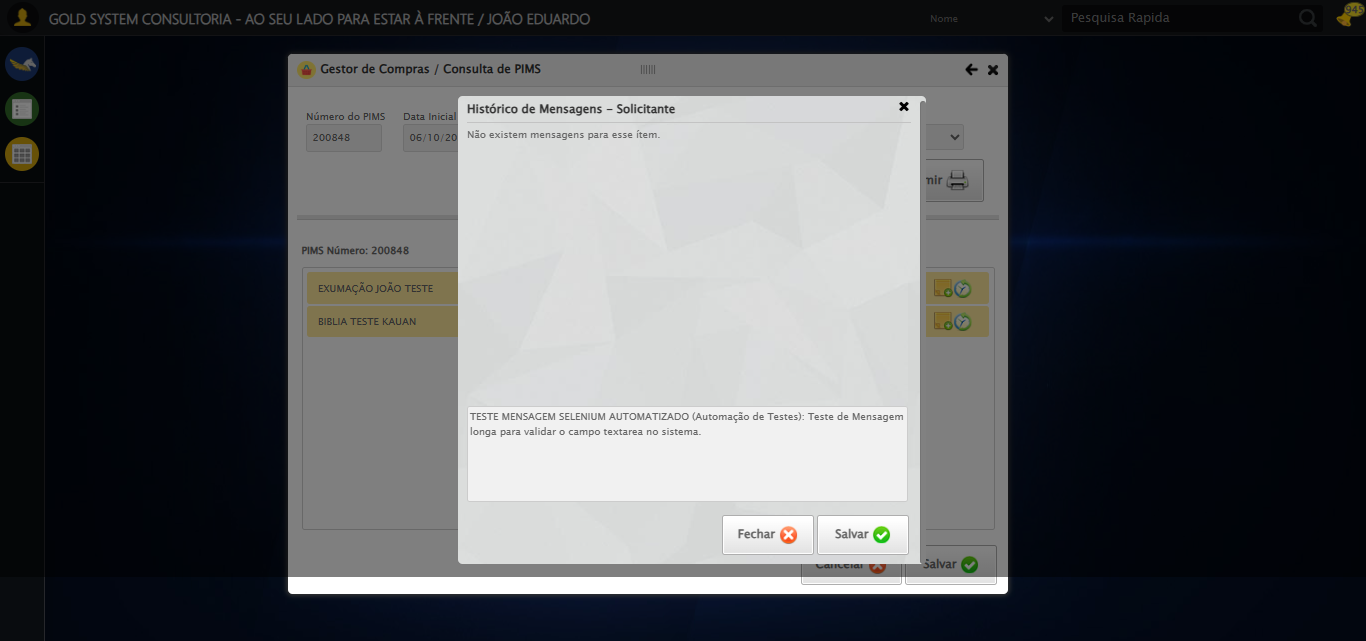 GOLD SYSTEM CONSULTORIA - AO SEU LADO PARA ESTAR À FRENTE / JOÃO EDUARDO
Nome
Pesquisa Rapida
945
Gestor de Compras / Consulta de PIMS
Histórico de Mensagens - Solicitante
Não existem mensagens para esse ítem.
Número do PIMS
Data Inicial
200848
06/10/20
mir
PIMS Número: 200848
EXUMAÇÃO JOÃO TESTE
BIBLIA TESTE KAUAN
TESTE MENSAGEM SELENIUM AUTOMATIZADO (Automação de Testes): Teste de Mensagem
longa para validar o campo textarea no sistema.
Fechar
Salvar
Cancelar
Salvar